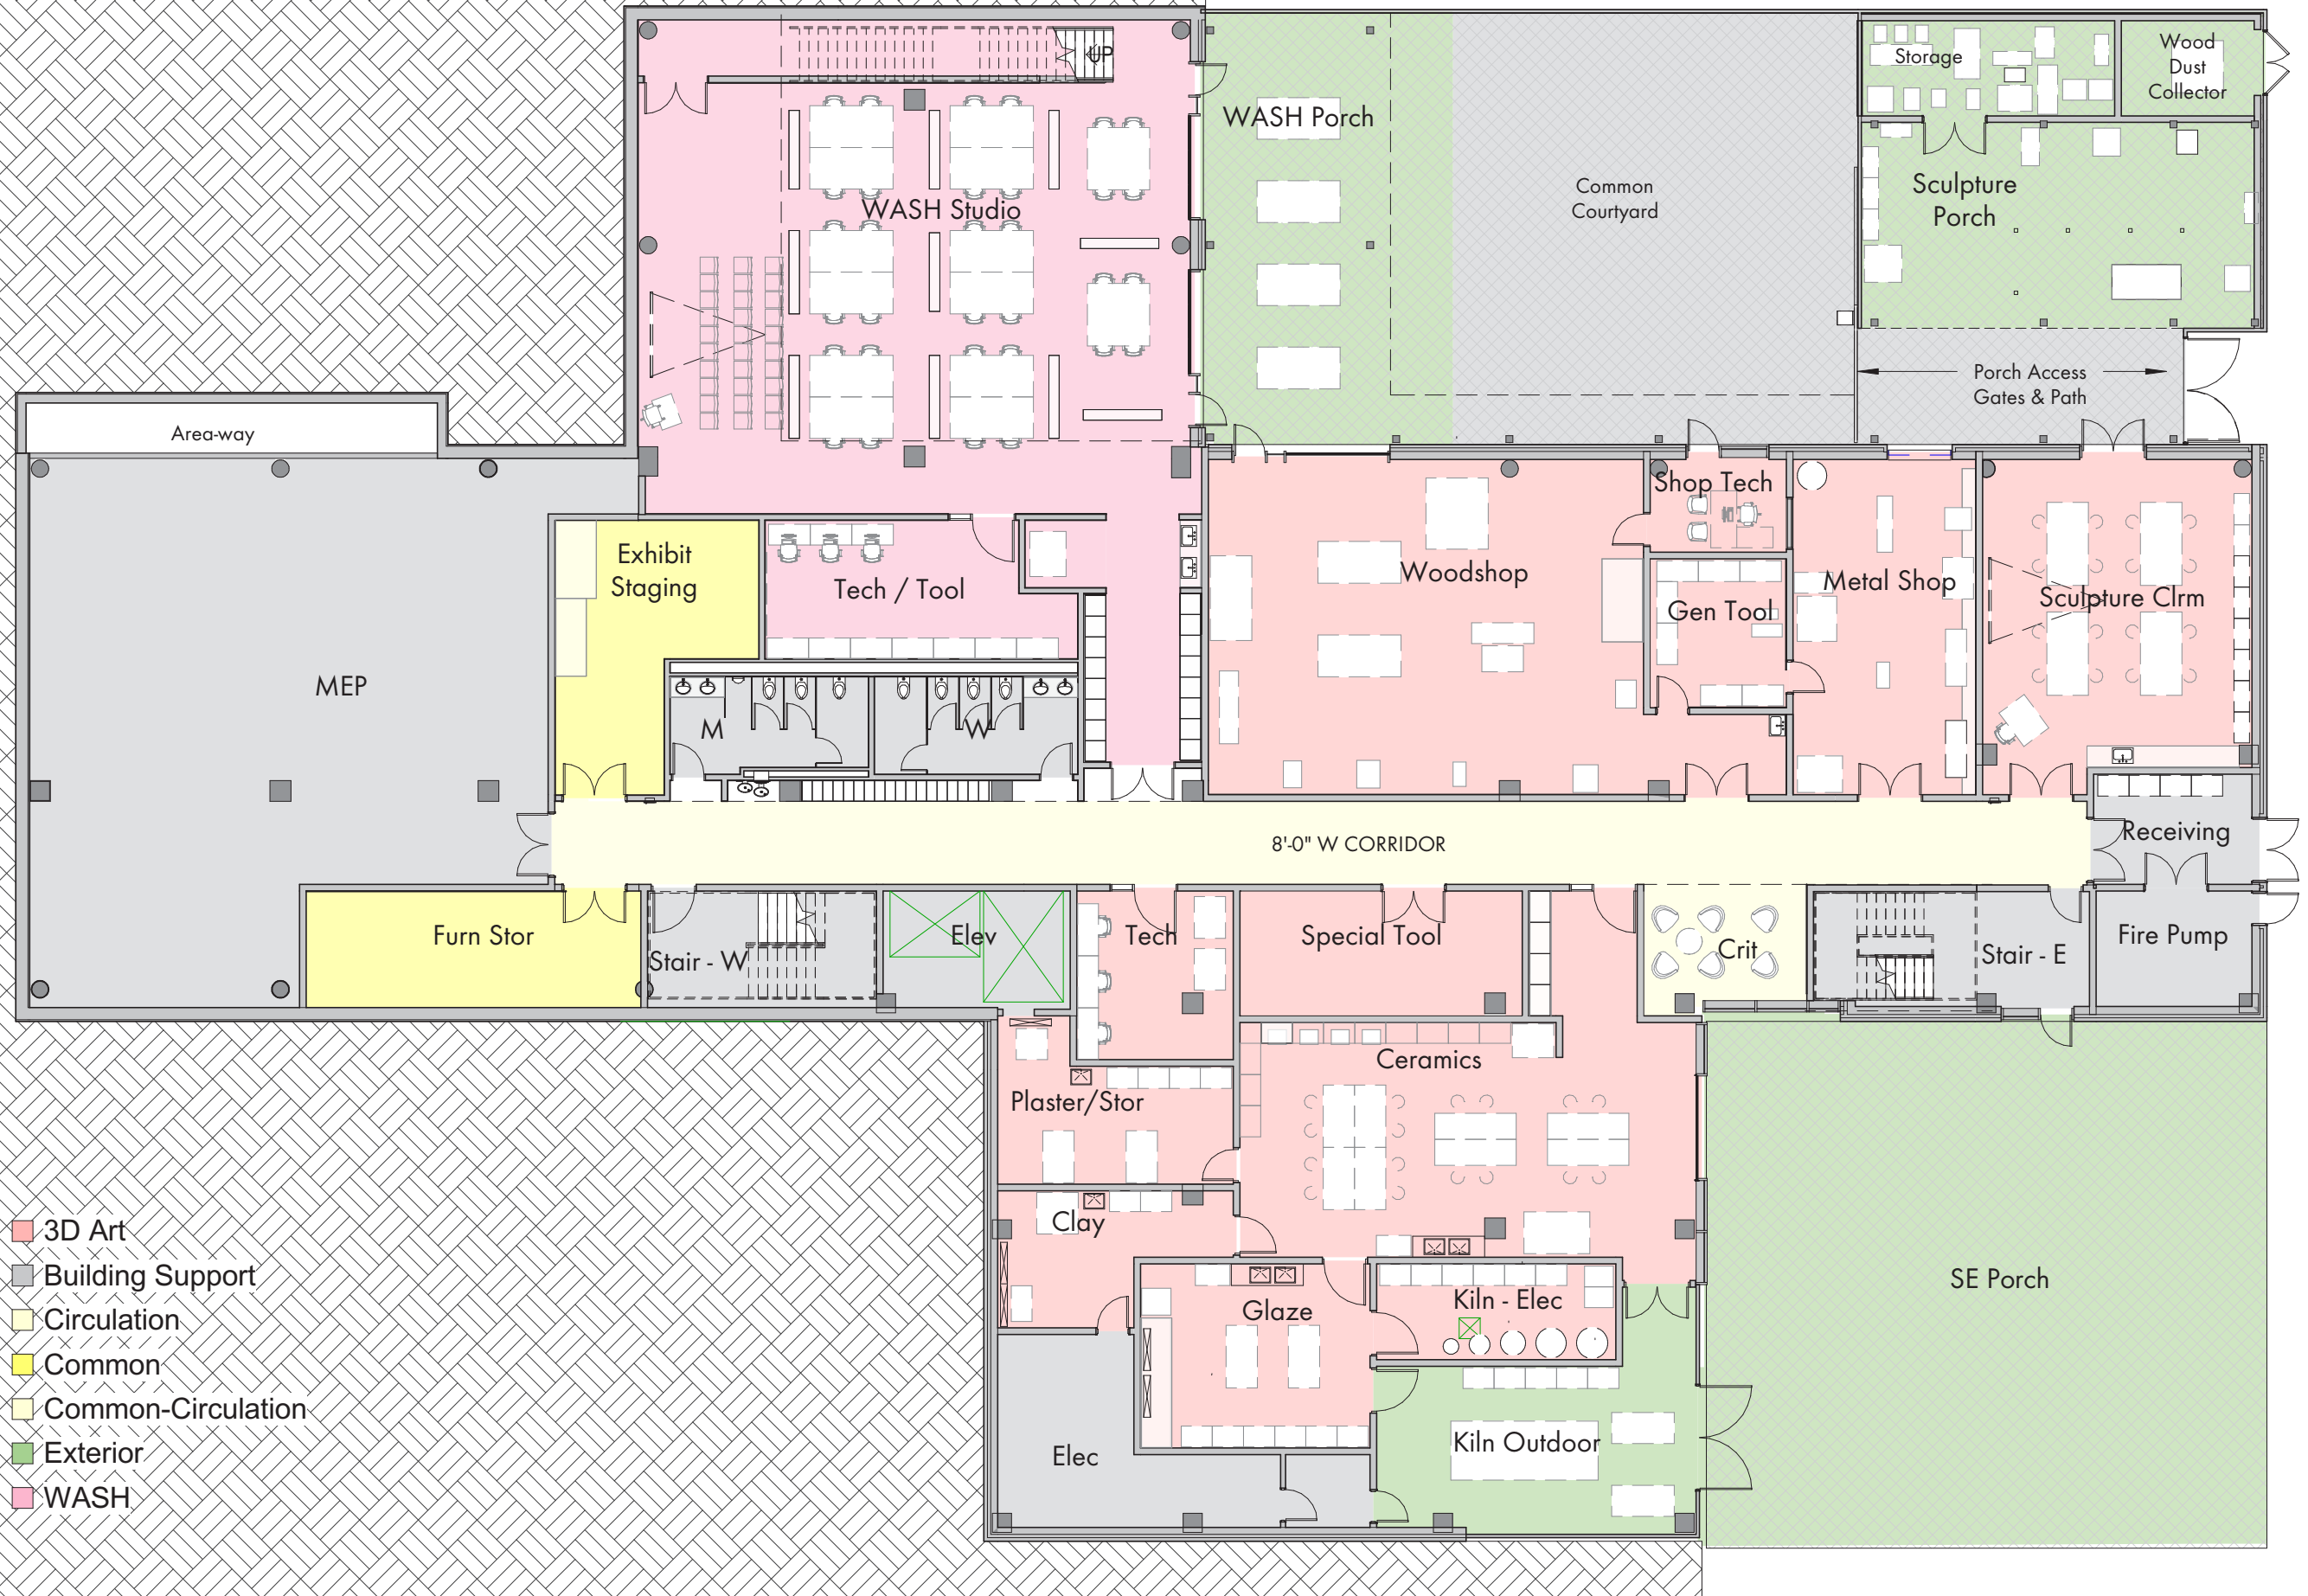 UP
Storage
Wood
Dust
Collector
WASH Porch
Common
Courtyard
Sculpture
Porch
WASH Studio
Porch Access
Gates & Path
Area-way
Shop Tech
Exhibit
Staging
Tech / Tool
Woodshop
Gen Tool
Metal Shop
Sculpture Clrm
MEP
M
W
8'-0" W CORRIDOR
Receiving
Furn Stor
Stair - W
Elev
Tech
Special Tool
Crit
Stair - E
Fire Pump
Ceramics
Plaster/Stor
Clay
Glaze
Kiln - Elec
SE Porch
Elec
Kiln Outdoor
3D Art
Building Support
Circulation
Common
Common-Circulation
Exterior
WASH